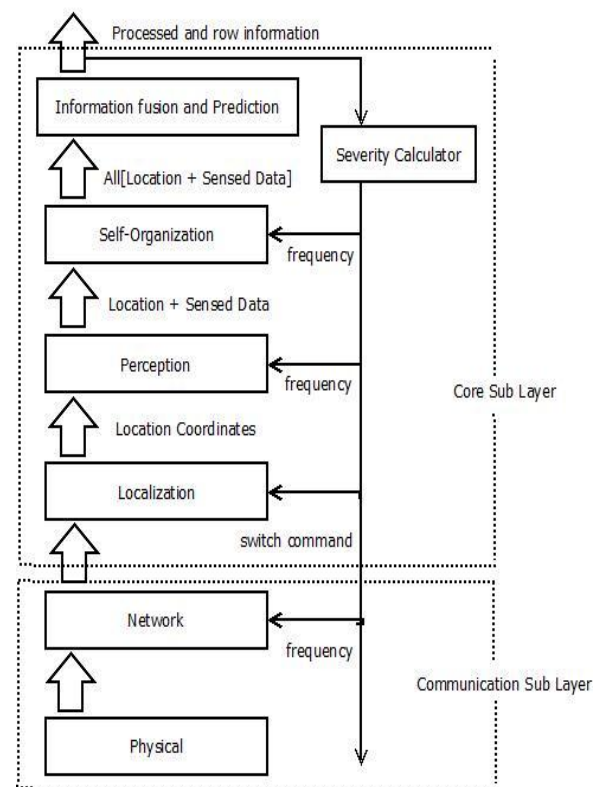 Processed and row information
Information fusion and Prediction
Severity Calculator
All[Location + Sensed Data]
Self-Organization
frequency
Location + Sensed Data
Perception
frequency
Core Sub Layer
Location Coordinates
Localization
switch command
Network
frequency
Communication Sub Layer
Physical